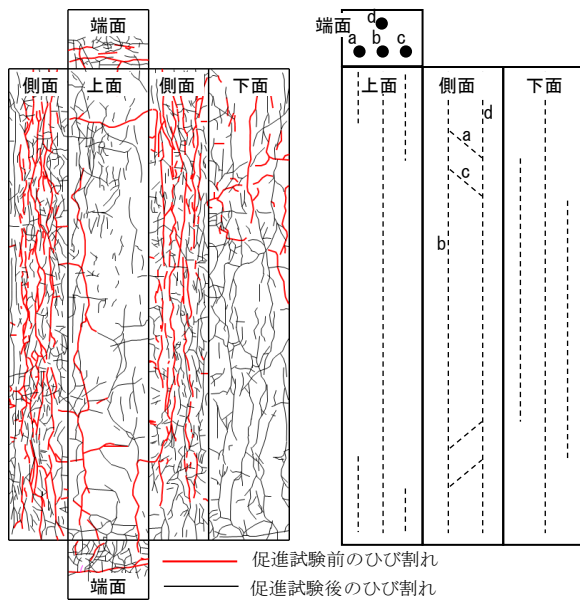 端面
側面 上面 側面 下面
端面
促進試験前のひび割れ
促進試験後のひび割れ
端面
d
a b c
上面 側面 下面
d
a
c
b